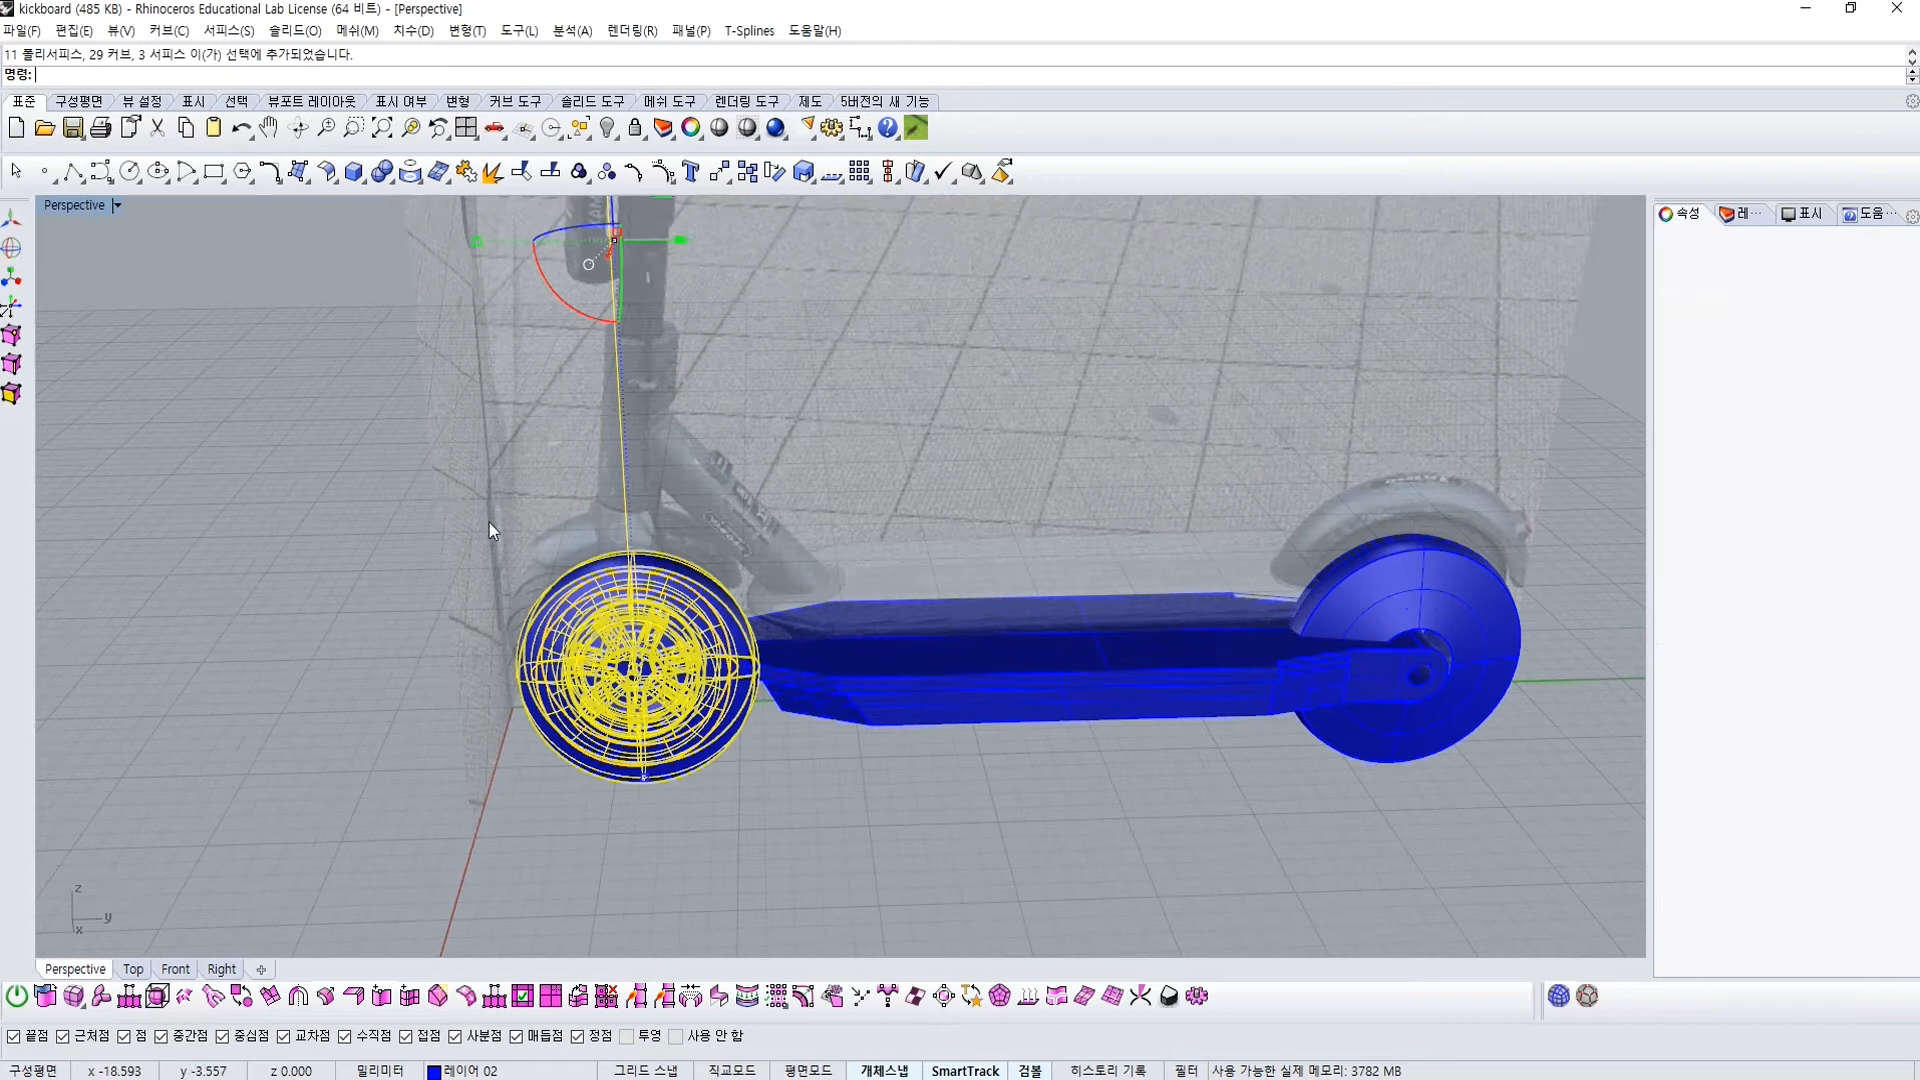 kickboard (485 KB) - Rhinoceros Educational Lab License (64 비트) - [Perspective]
파일(F) 편집(E) 뷰(V) 커브(C) 서피스(S) 솔리드(O) 메쉬(M) 치수(D) 변형(T) 도구(L) 분석(A) 렌더링(R) 패널(P) T-Splines 도움말(H)
11 폴리서피스, 29 커브, 3 서피스 이(가) 선택에 추가되었습니다.
명령:
표준 구성평면 뷰 설정 표시 선택 뷰포트 레이아웃 표시 여부 변형 커브 도구 솔리드 도구 메쉬 도구 렌더링 도구 제도 5버전의 새 기능
Perspective
속성 레... 표시 도움...
z
y
x
Perspective Top Front Right
끝점 근처점 점 중간점 중심점 교차점 수직점 접점 사분점 매듭점 정점 투영 사용 안 함
구성평면 x -18.593 y -3.557 z 0.000 밀리미터 레이어 02 그리드 스냅 직교모드 평면모드 개체스냅 SmartTrack 검볼 히스토리 기록 필터 사용 가능한 실제 메모리: 3782 MB